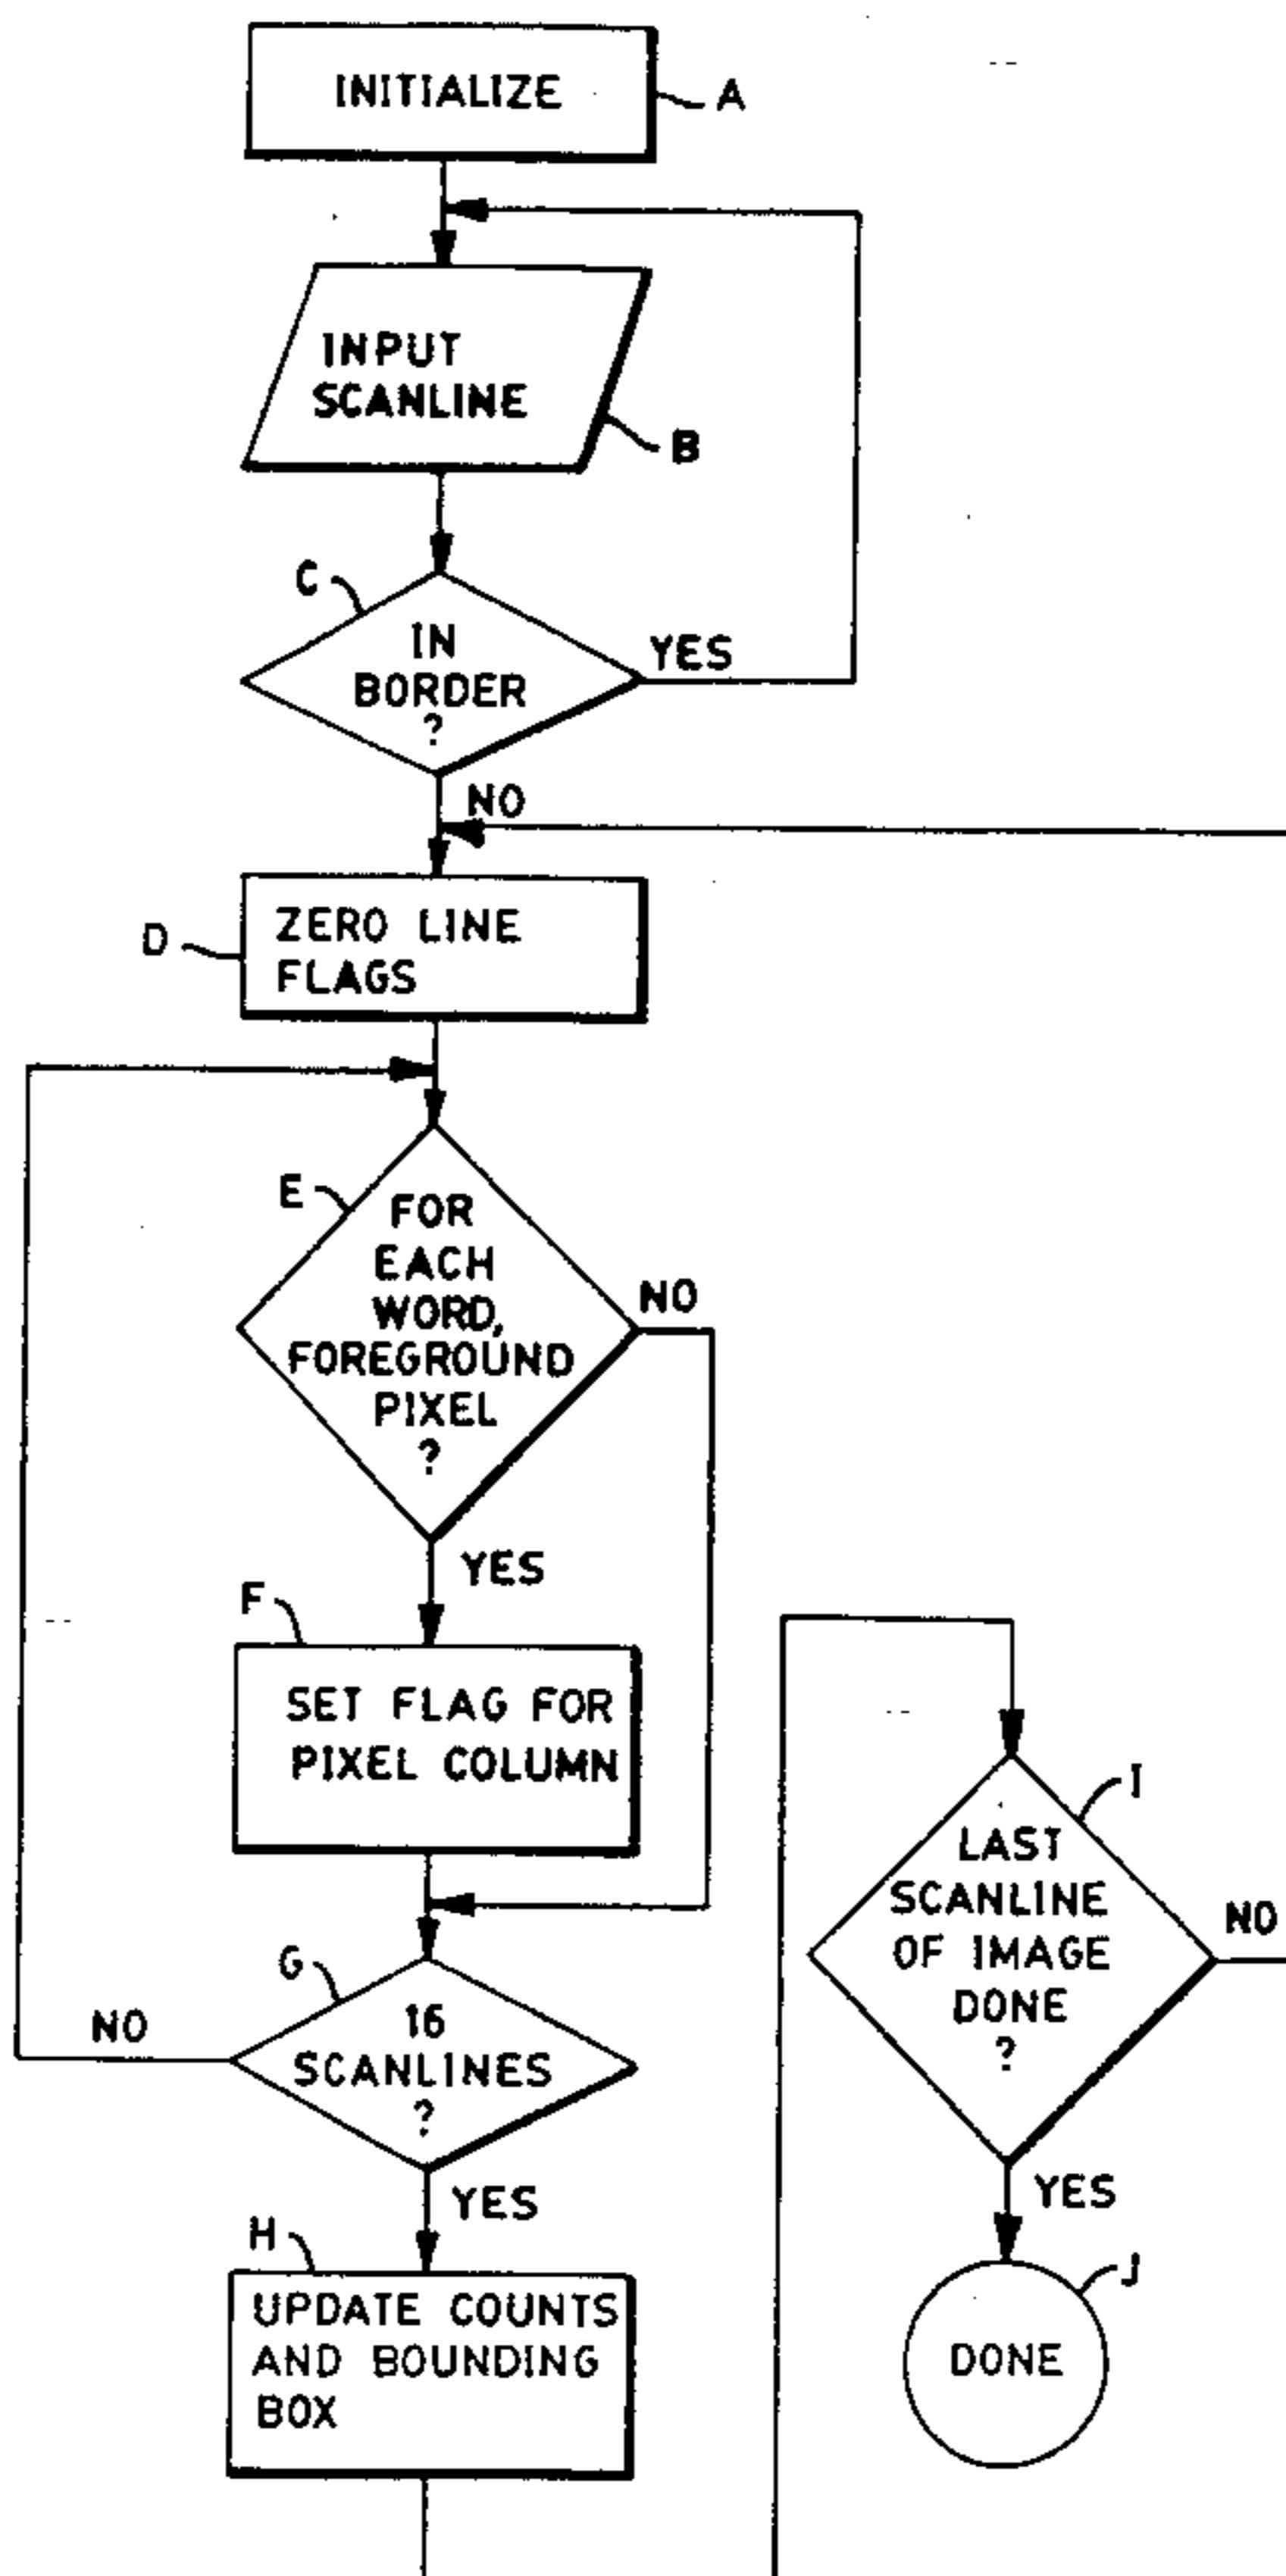 INITIALIZE
A
INPUT
SCANLINE
B
C
IN
BORDER
?
YES
NO
D
ZERO LINE
FLAGS
E
FOR
EACH
WORD,
FOREGROUND
PIXEL
?
NO
YES
F
SET FLAG FOR
PIXEL COLUMN
G
16
SCANLINES
?
NO
YES
H
UPDATE COUNTS
AND BOUNDING
BOX
I
LAST
SCANLINE
OF IMAGE
DONE
?
NO
YES
J
DONE